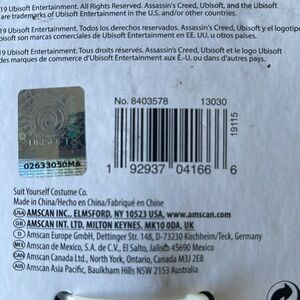 19 Ubisoft Entertainment. All Rights Reserved. Assassin's Creed, Ubisoft, and the Ubisoft
are trademarks of Ubisoft Entertainment in the U.S. and/or other countries.
19 Ubisoft Entertainment. Todos los derechos reservados. Assassin's Creed, Ubisoft y el logotipo
bisoft son marcas comerciales de Ubisoft Entertainment en EE. UU. u otros países.
19 Ubisoft Entertainment. Tous droits réservés. Assassin's Creed, Ubisoft et le logo Ubisoft
des marques de commerce d'Ubisoft Entertainment aux É.-U. ou dans d'autres pays.
No. 8403578 13030
19115
UBISOFT
02633050MA
1 92937 04166 6
Suit Yourself Costume Co.
Made in China/Hecho en China/Fabriqué en Chine
USA AMSCAN INC., ELMSFORD, NY 10523 USA, www.amscan.com
GB AMSCAN INT. LTD, MILTON KEYNES, MK10 0DA, UK
D Amscan Europe GmbH, Dettinger Str. 148, D-73230 Kirchheim/Teck, Germany
Amscan de Mexico, S.A. de C.V., El Salto, Jalisco 45690 Mexico
Amscan Canada Ltd., North York, Ontario, Canada M3J 2E8
AUS Amscan Asia Pacific, Baulkham Hills NSW 2153 Australia